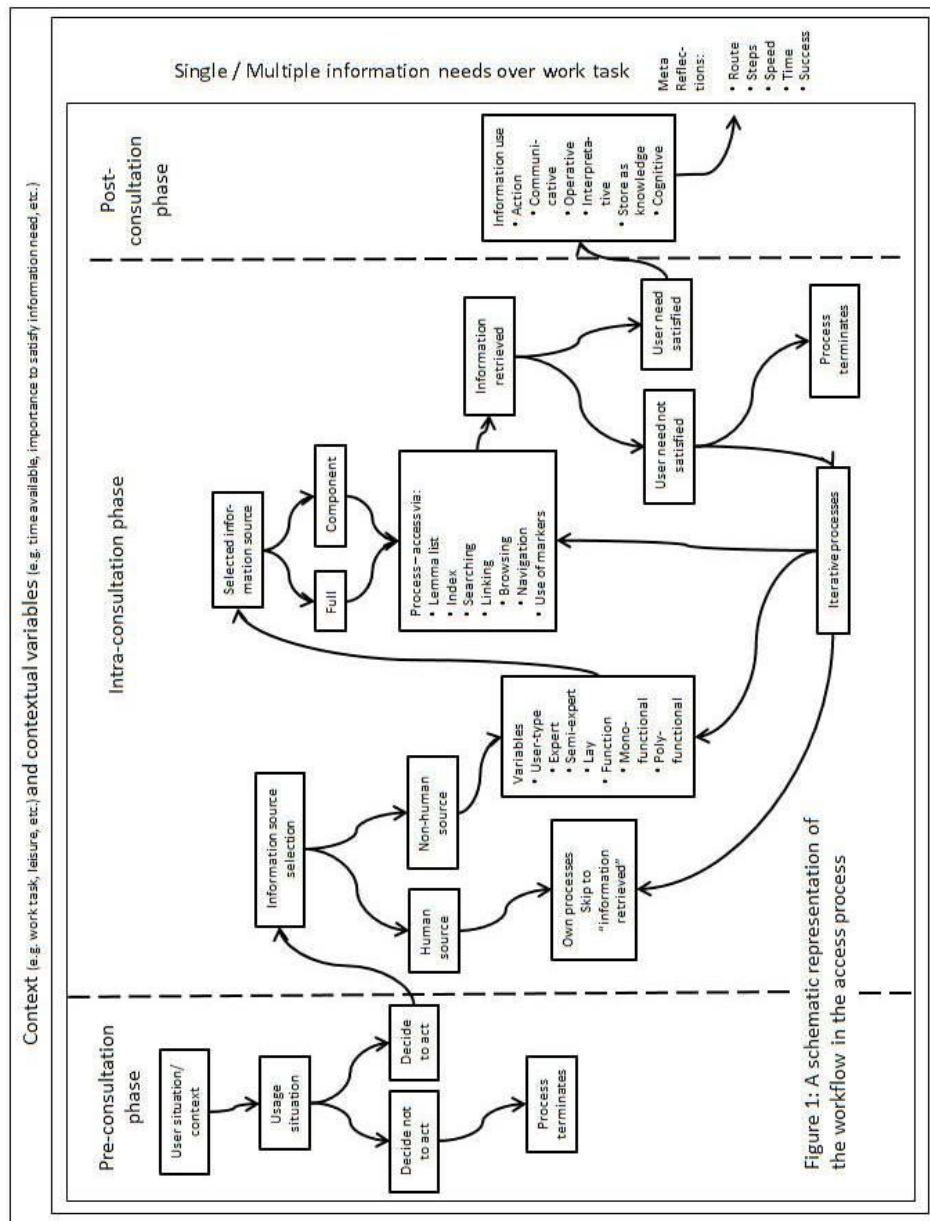 Context (e.g. work task, leisure, etc.) and contextual variables (e.g. time available, importance to satisfy information need, etc.)
Pre-consultation
phase
User situation/
context
Usage
situation
Decide not
to act
Decide
to act
Process
terminates
Intra-consultation phase
Information source
selection
Human
source
Non-human
source
Own processes
Skip to
“information
retrieved”
Variables
• User-type
• Expert
• Semi-expert
• Lay
• Function
• Mono-
functional
• Poly-
functional
Selected infor-
mation source
Full
Component
Process – access via:
• Lemma list
• Index
• Searching
• Linking
• Browsing
• Navigation
• Use of markers
Information
retrieved
User need not
satisfied
User need
satisfied
Iterative processes
Process
terminates
Post-
consultation
phase
Information use
• Action
• Communi-
cative
• Operative
• Interpreta-
tive
• Store as
knowledge
• Cognitive
Single / Multiple information needs over work task
Meta
Reflec-
tions:
• Route
• Steps
• Speed
• Time
• Success
Figure 1: A schematic representation of
the workflow in the access process